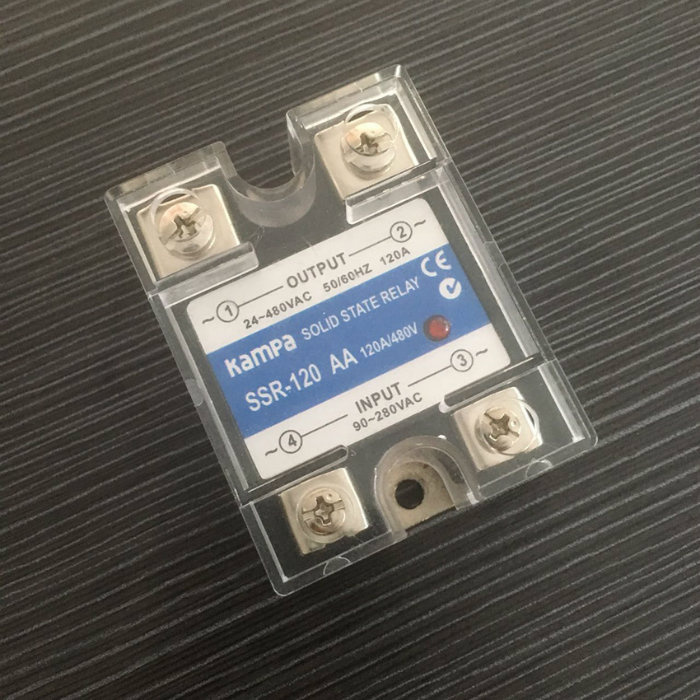 ~ 1 OUTPUT 2 ~
24~480VAC 50/60HZ 120A
Kampa SOLiD STATE RELAY CE
SSR-120 AA 120A/480V
~ 4 INPUT 3 ~
90~280VAC